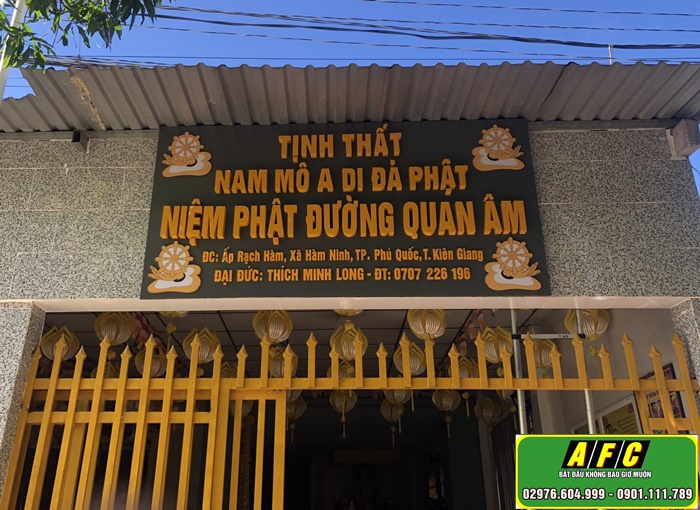 TỊNH THẤT
NAM MÔ A DI ĐÀ PHẬT
NIỆM PHẬT ĐƯỜNG QUAN ÂM
ĐC: Ấp Rạch Hàm, Xã Hàm Ninh, TP. Phú Quốc, T. Kiên Giang
ĐẠI ĐỨC: THÍCH MINH LONG - ĐT: 0707 226 196
AFC
BẮT ĐẦU KHÔNG BAO GIỜ MUỘN
02976.604.999 - 0901.111.789